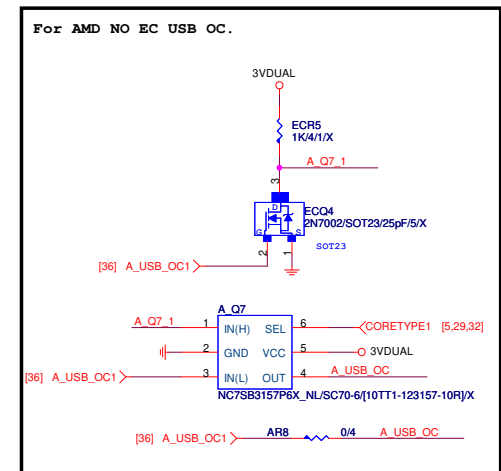 For AMD NO EC USB OC.
3VDUAL
ECR5
1K/4/1/X
A_Q7_1
3
D
ECQ4
2N7002/SOT23/25pF/5/X
G S
SOT23
2 1
[36] A_USB_OC1
A_Q7
A_Q7_1 1 IN(H) SEL 6 CORETYPE1 [5,29,32]
2 GND VCC 5 3VDUAL
[36] A_USB_OC1 3 IN(L) OUT 4 A_USB_OC
NC7SB3157P6X_NL/SC70-6/[10TT1-123157-10R]/X
[36] A_USB_OC1 AR8 0/4 A_USB_OC